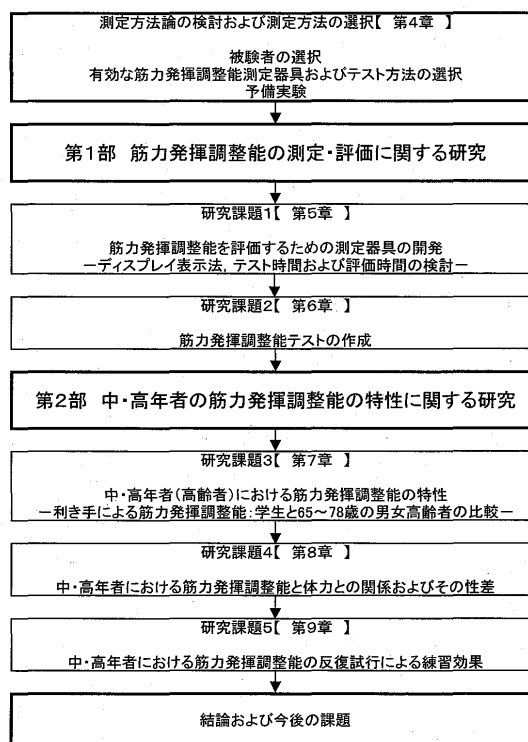 測定方法論の検討および測定方法の選択【 第4章 】
被験者の選択
有効な筋力発揮調整能測定器具およびテスト方法の選択
予備実験
第1部 筋力発揮調整能の測定・評価に関する研究
研究課題1【 第5章 】
筋力発揮調整能を評価するための測定器具の開発
－ディスプレイ表示法，テスト時間および評価時間の検討－
研究課題2【 第6章 】
筋力発揮調整能テストの作成
第2部 中・高年者の筋力発揮調整能の特性に関する研究
研究課題3【 第7章 】
中・高年者（高齢者）における筋力発揮調整能の特性
－利き手による筋力発揮調整能：学生と65～78歳の男女高齢者の比較－
研究課題4【 第8章 】
中・高年者における筋力発揮調整能と体力との関係およびその性差
研究課題5【 第9章 】
中・高年者における筋力発揮調整能の反復試行による練習効果
結論および今後の課題